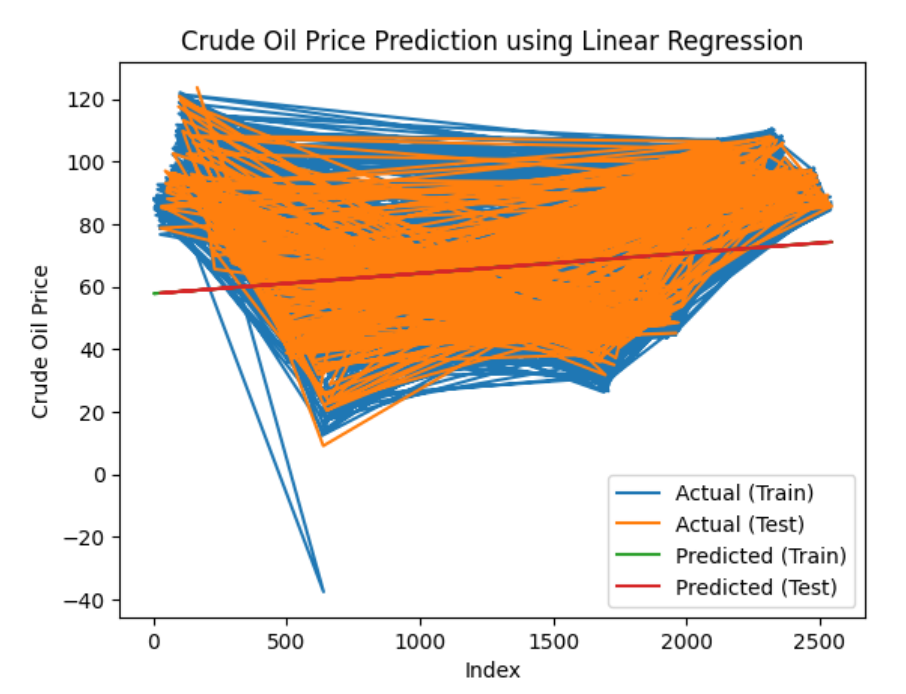 Crude Oil Price Prediction using Linear Regression
120
100
80
60
40
20
0
−20
−40
Crude Oil Price
Actual (Train)
Actual (Test)
Predicted (Train)
Predicted (Test)
0 500 1000 1500 2000 2500
Index